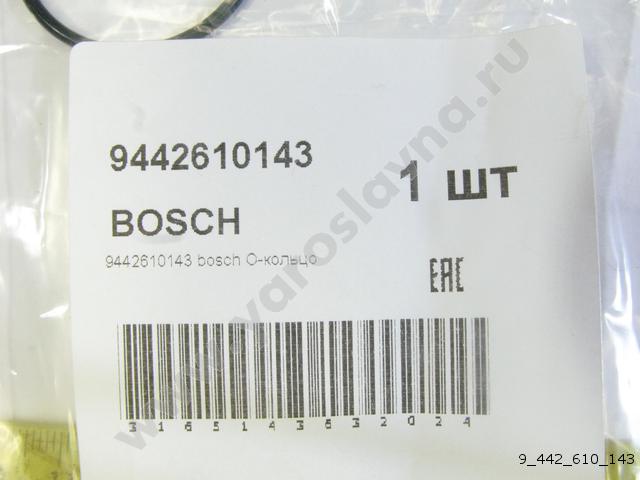 9442610143
1 шт
BOSCH
9442610143 bosch О-кольцо
EAC
3165143632024
www.yaroslavna.ru
9_442_610_143